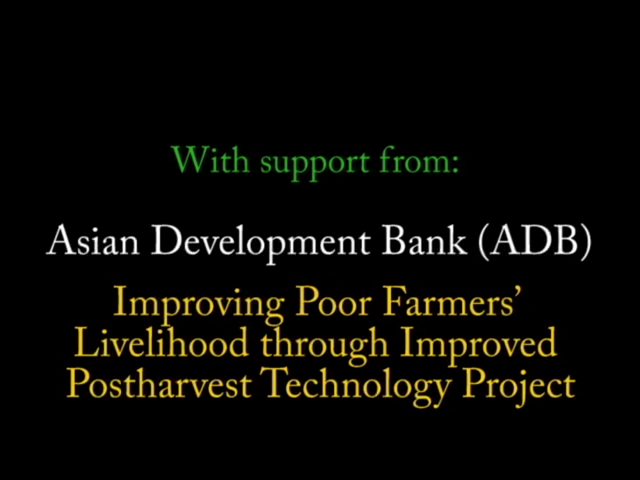 With support from:
Asian Development Bank (ADB)
Improving Poor Farmers’
Livelihood through Improved
Postharvest Technology Project